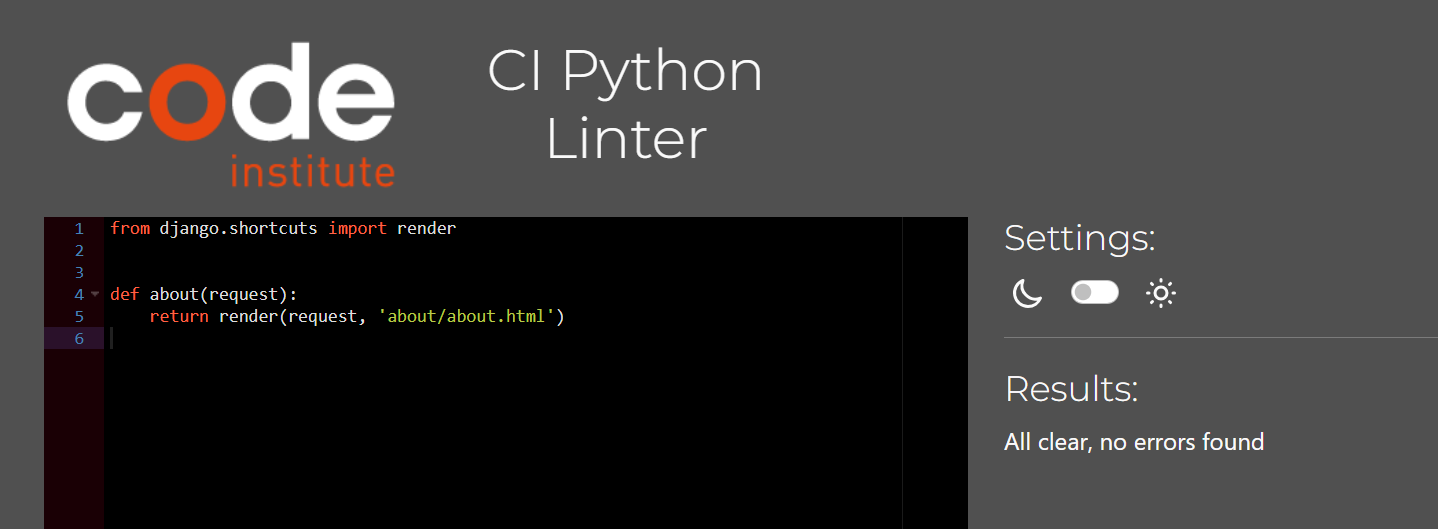 code
institute
CI Python
Linter
1 from django.shortcuts import render
2
3
4 def about(request):
5     return render(request, 'about/about.html')
6
Settings:
Results:
All clear, no errors found